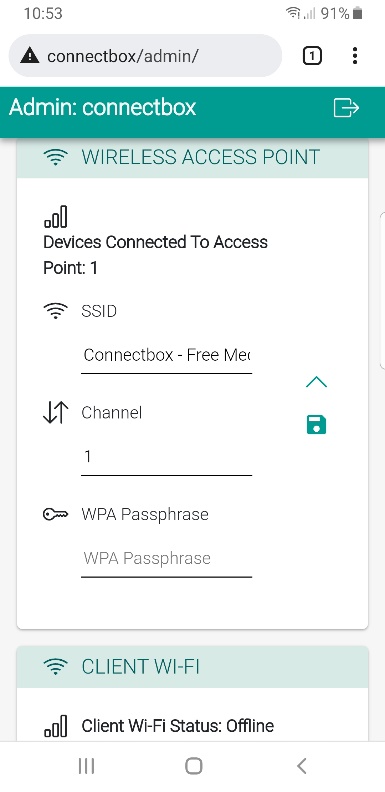 10:53
91%
connectbox/admin/
1
Admin: connectbox
WIRELESS ACCESS POINT
Devices Connected To Access
Point: 1
SSID
Connectbox - Free Med
Channel
1
WPA Passphrase
WPA Passphrase
CLIENT WI-FI
Client Wi-Fi Status: Offline